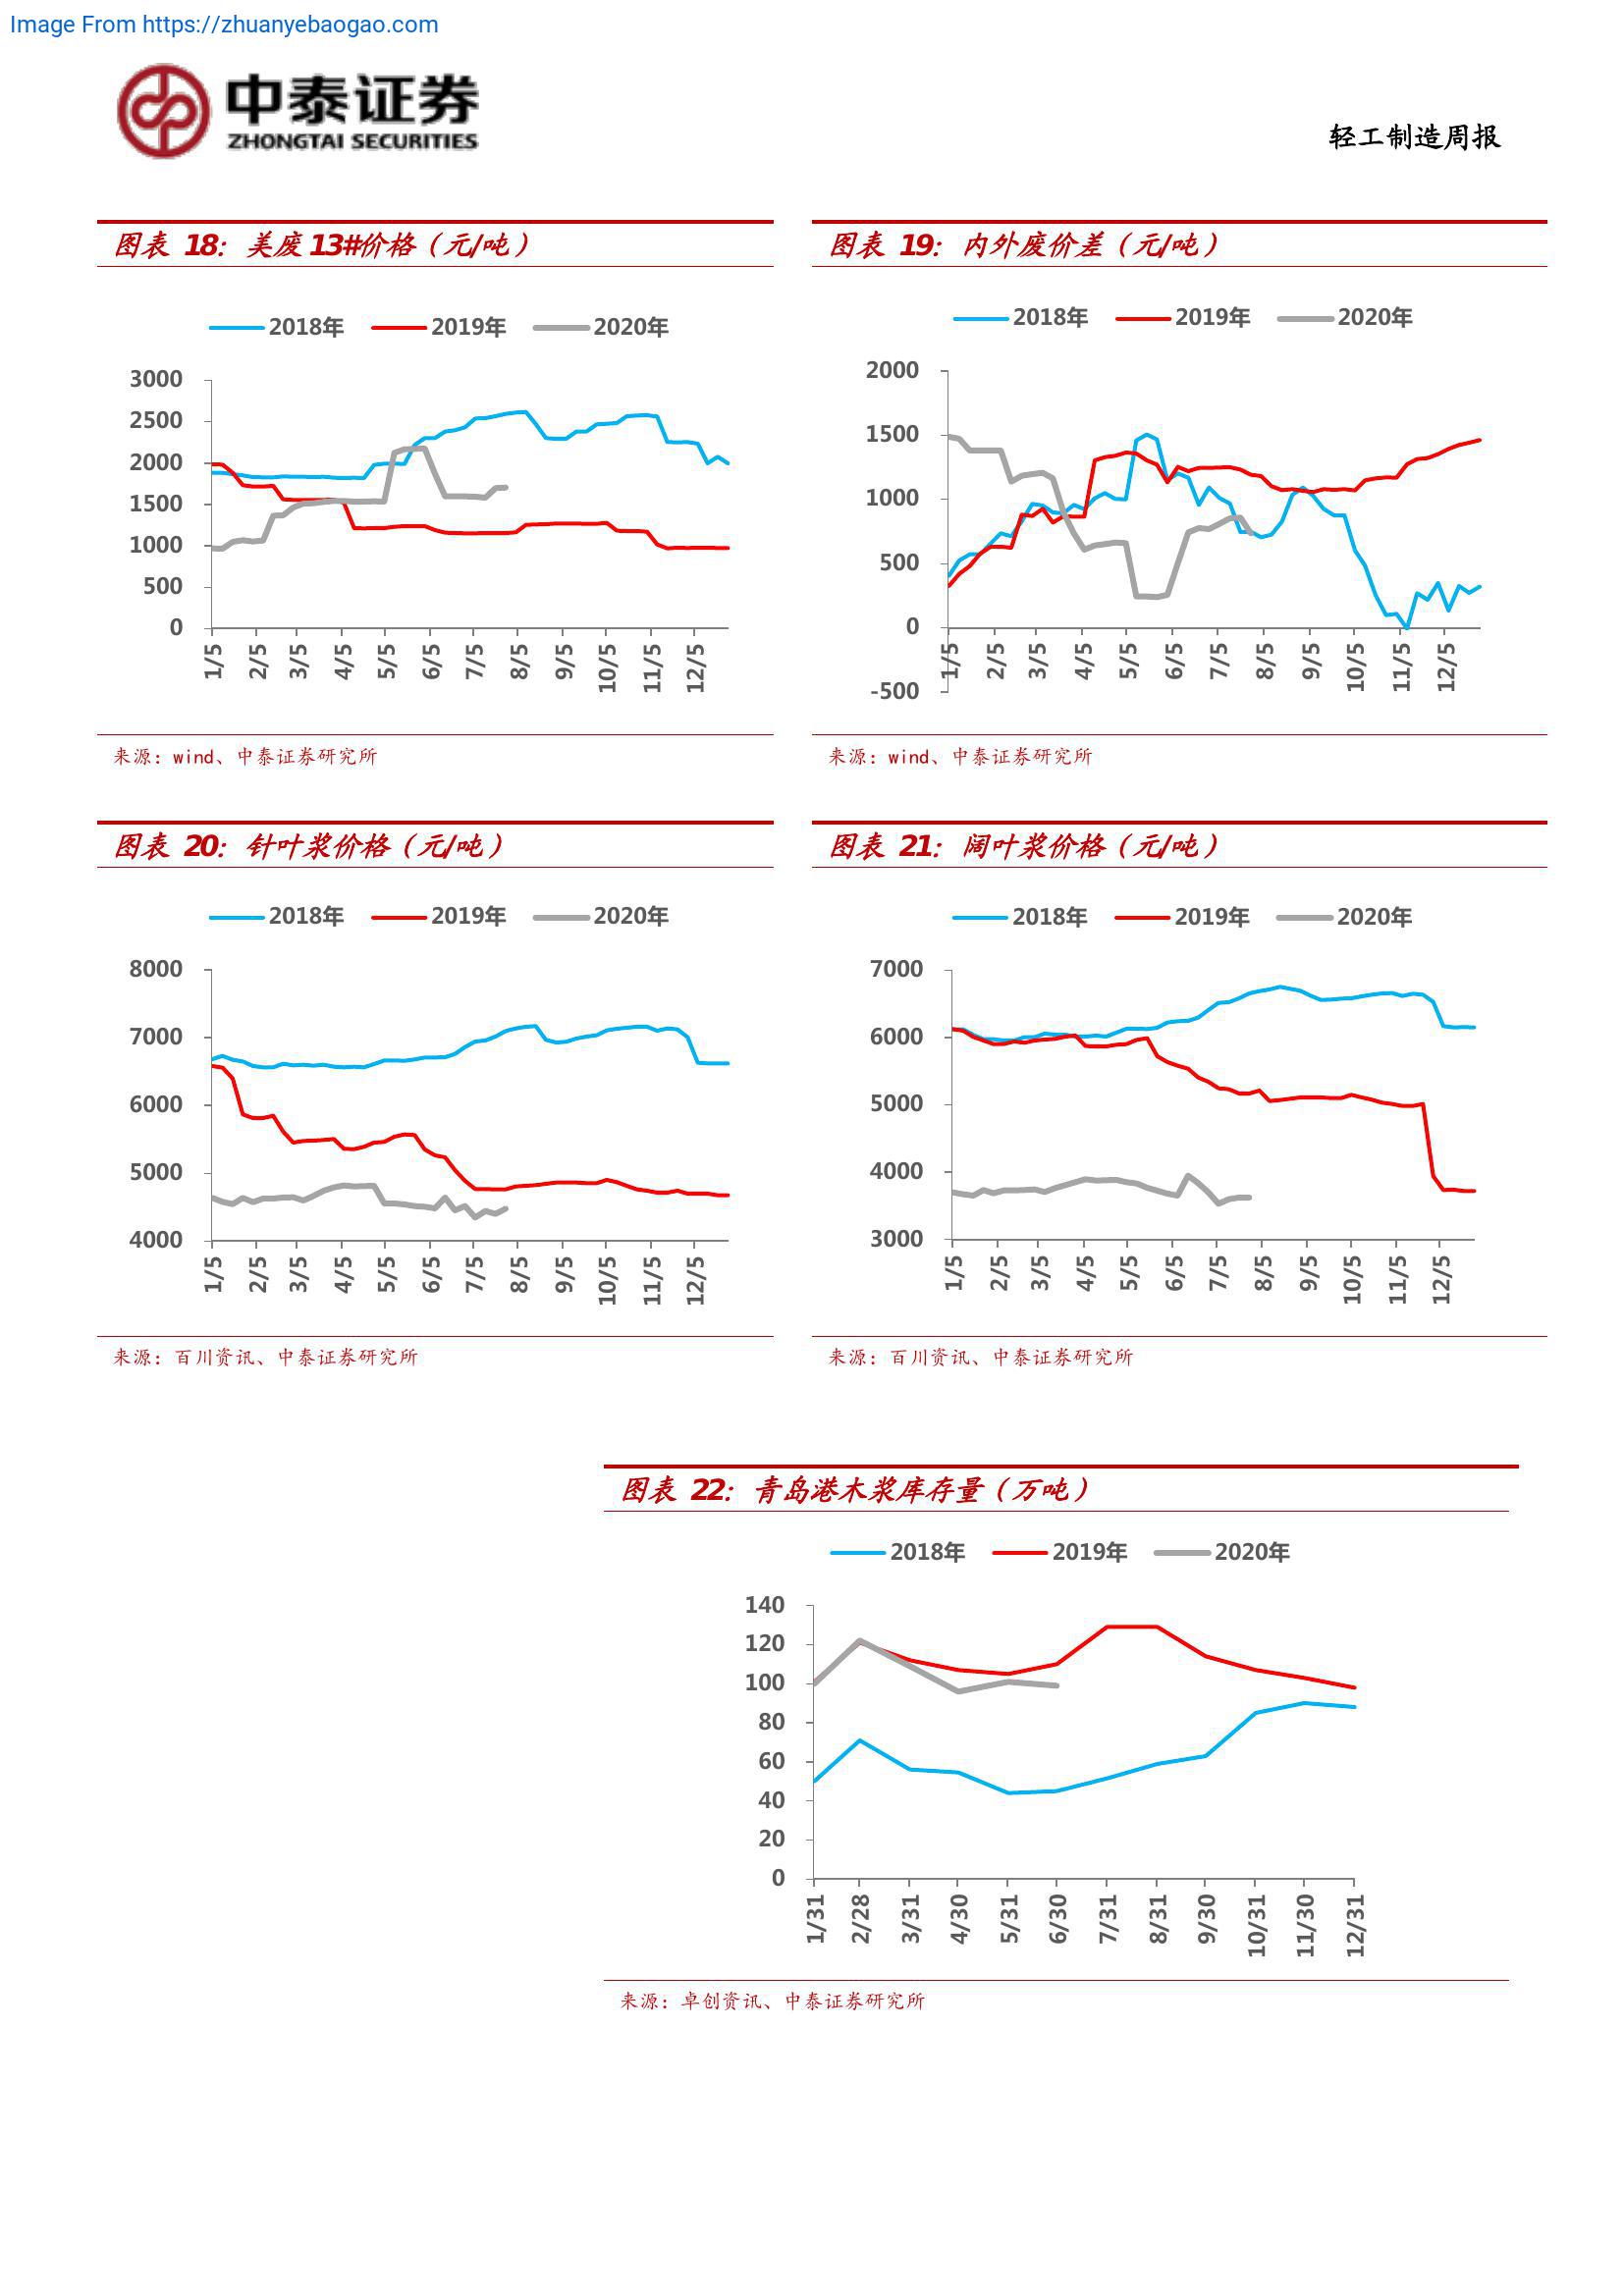 Image From https://zhuanyebaogao.com
中泰证券
ZHONGTAI SECURITIES
轻工制造周报
图表 18：美废13#价格（元/吨）
2018年 2019年 2020年
3000
2500
2000
1500
1000
500
0
1/5 2/5 3/5 4/5 5/5 6/5 7/5 8/5 9/5 10/5 11/5 12/5
来源：wind、中泰证券研究所
图表 19：内外废价差（元/吨）
2018年 2019年 2020年
2000
1500
1000
500
0
-500
1/5 2/5 3/5 4/5 5/5 6/5 7/5 8/5 9/5 10/5 11/5 12/5
来源：wind、中泰证券研究所
图表 20：针叶浆价格（元/吨）
2018年 2019年 2020年
8000
7000
6000
5000
4000
1/5 2/5 3/5 4/5 5/5 6/5 7/5 8/5 9/5 10/5 11/5 12/5
来源：百川资讯、中泰证券研究所
图表 21：阔叶浆价格（元/吨）
2018年 2019年 2020年
7000
6000
5000
4000
3000
1/5 2/5 3/5 4/5 5/5 6/5 7/5 8/5 9/5 10/5 11/5 12/5
来源：百川资讯、中泰证券研究所
图表 22：青岛港木浆库存量（万吨）
2018年 2019年 2020年
140
120
100
80
60
40
20
0
1/31 2/28 3/31 4/30 5/31 6/30 7/31 8/31 9/30 10/31 11/30 12/31
来源：卓创资讯、中泰证券研究所